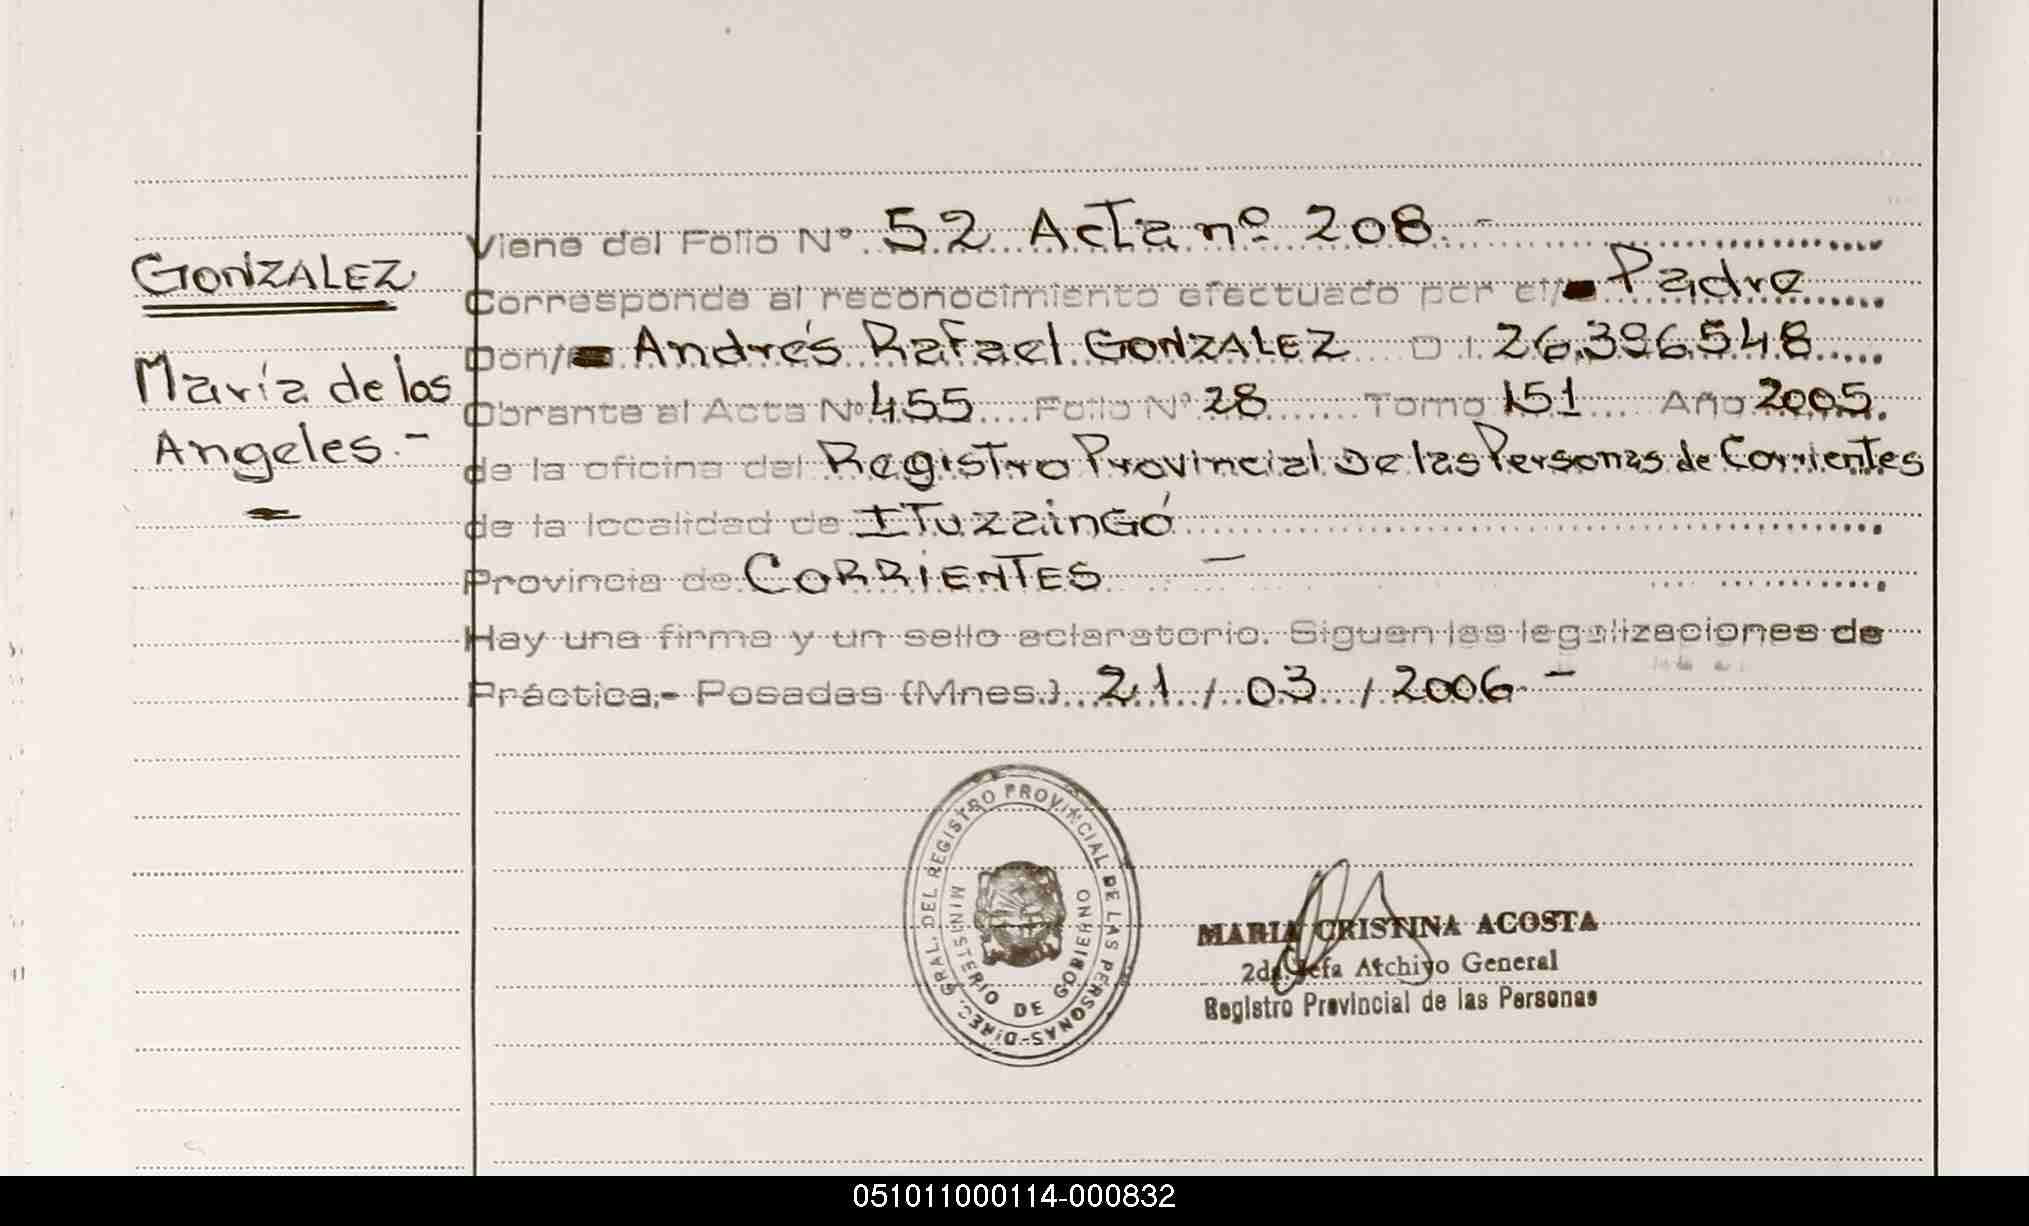 GONZALEZ
María de los
Angeles.-
Viene del Folio Nº 52 Acta nº 208.-
Corresponde al reconocimiento efectuado por el/ Padre
Don/ Andrés Rafael GONZALEZ D.I. 26.396.548
Obrante al Acta Nº 455 Folio Nº 28 Tomo 151 Año 2005.
de la oficina del Registro Provincial De las Personas de Corrientes
de la localidad de ITuzaingó
Provincia de CORRIENTES -
Hay una firma y un sello aclaratorio. Siguen las legalizaciones de
Práctica.- Posadas (Mnes.) 21 / 03 / 2006.-
GRAL. DEL REGISTRO PROVINCIAL DE LAS PERSONAS-DIREC.
MINISTERIO DE GOBIERNO
MARIA CRISTINA ACOSTA
2da. Jefa Archivo General
Registro Provincial de las Personas
051011000114-000832